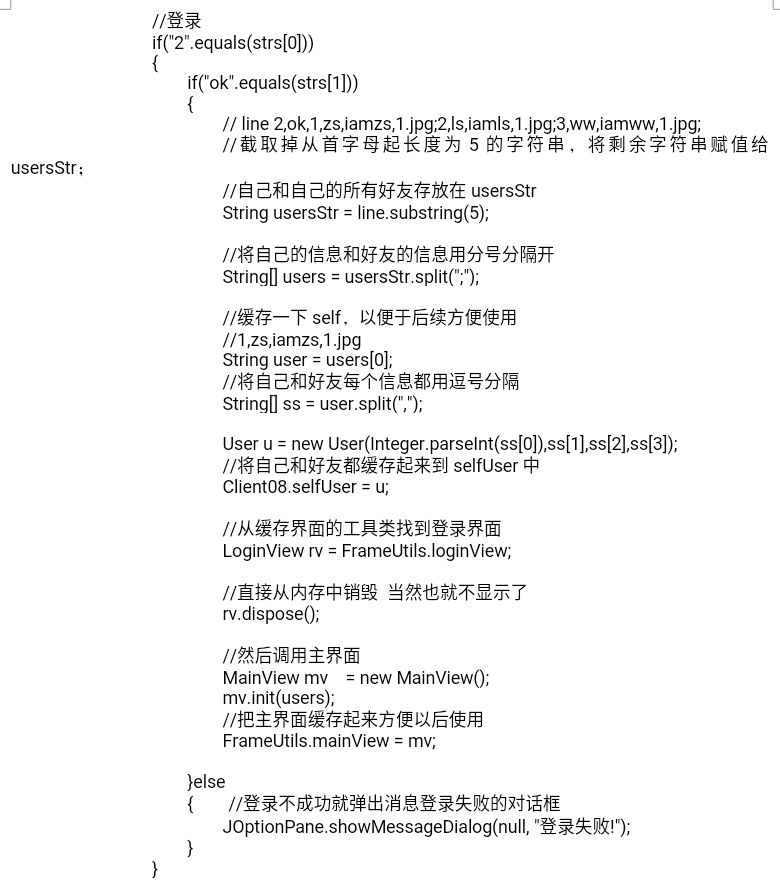 //登录
if("2".equals(strs[0]))
{
if("ok".equals(strs[1]))
{
// line 2,ok,1,zs,iamzs,1.jpg;2,ls,iamls,1.jpg;3,ww,iamww,1.jpg;
//截取掉从首字母起长度为 5 的字符串，将剩余字符串赋值给
usersStr；
//自己和自己的所有好友存放在 usersStr
String usersStr = line.substring(5);
//将自己的信息和好友的信息用分号分隔开
String[] users = usersStr.split(";");
//缓存一下 self，以便于后续方便使用
//1,zs,iamzs,1.jpg
String user = users[0];
//将自己和好友每个信息都用逗号分隔
String[] ss = user.split(",");
User u = new User(Integer.parseInt(ss[0]),ss[1],ss[2],ss[3]);
//将自己和好友都缓存起来到 selfUser 中
Client08.selfUser = u;
//从缓存界面的工具类找到登录界面
LoginView rv = FrameUtils.loginView;
//直接从内存中销毁  当然也就不显示了
rv.dispose();
//然后调用主界面
MainView mv   = new MainView();
mv.init(users);
//把主界面缓存起来方便以后使用
FrameUtils.mainView = mv;
}else
{      //登录不成功就弹出消息登录失败的对话框
JOptionPane.showMessageDialog(null, "登录失败!");
}
}